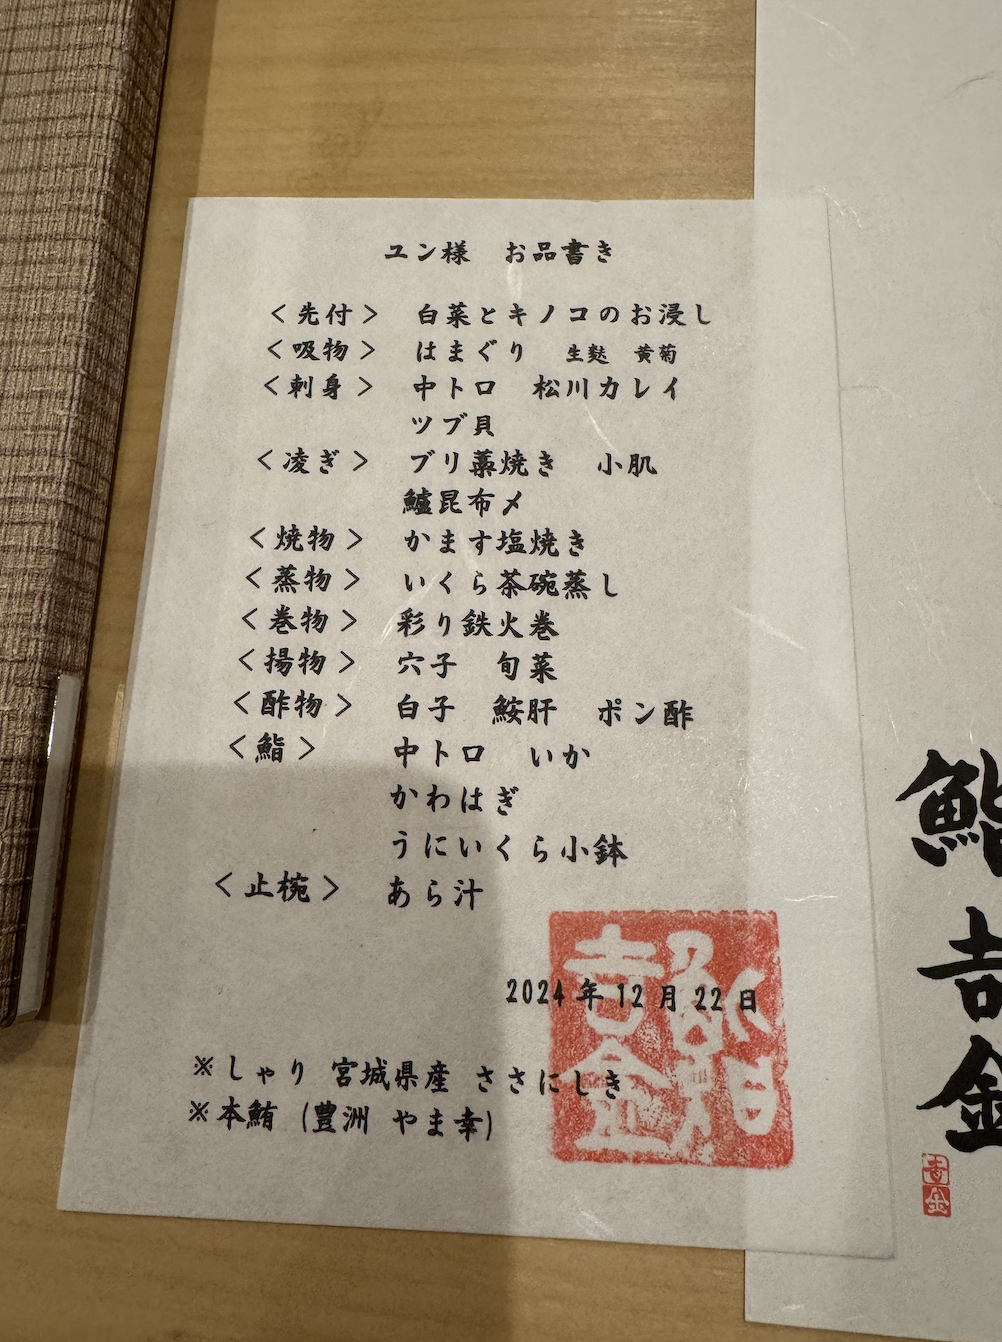 ユン様 お品書き
<先付> 白菜とキノコのお浸し
<吸物> はまぐり 生麩 黄菊
<刺身> 中トロ 松川カレイ
ツブ貝
<凌ぎ> ブリ藁焼き 小肌
鱸昆布〆
<焼物> かます塩焼き
<蒸物> いくら茶碗蒸し
<巻物> 彩り鉄火巻
<揚物> 穴子 旬菜
<酢物> 白子 鮟肝 ポン酢
<鮨> 中トロ いか
かわはぎ
うにいくら小鉢
<止椀> あら汁
2024年12月22日
※しゃり 宮城県産 ささにしき
※本鮪 (豊洲 やま幸)
鮨
吉
金
吉
金